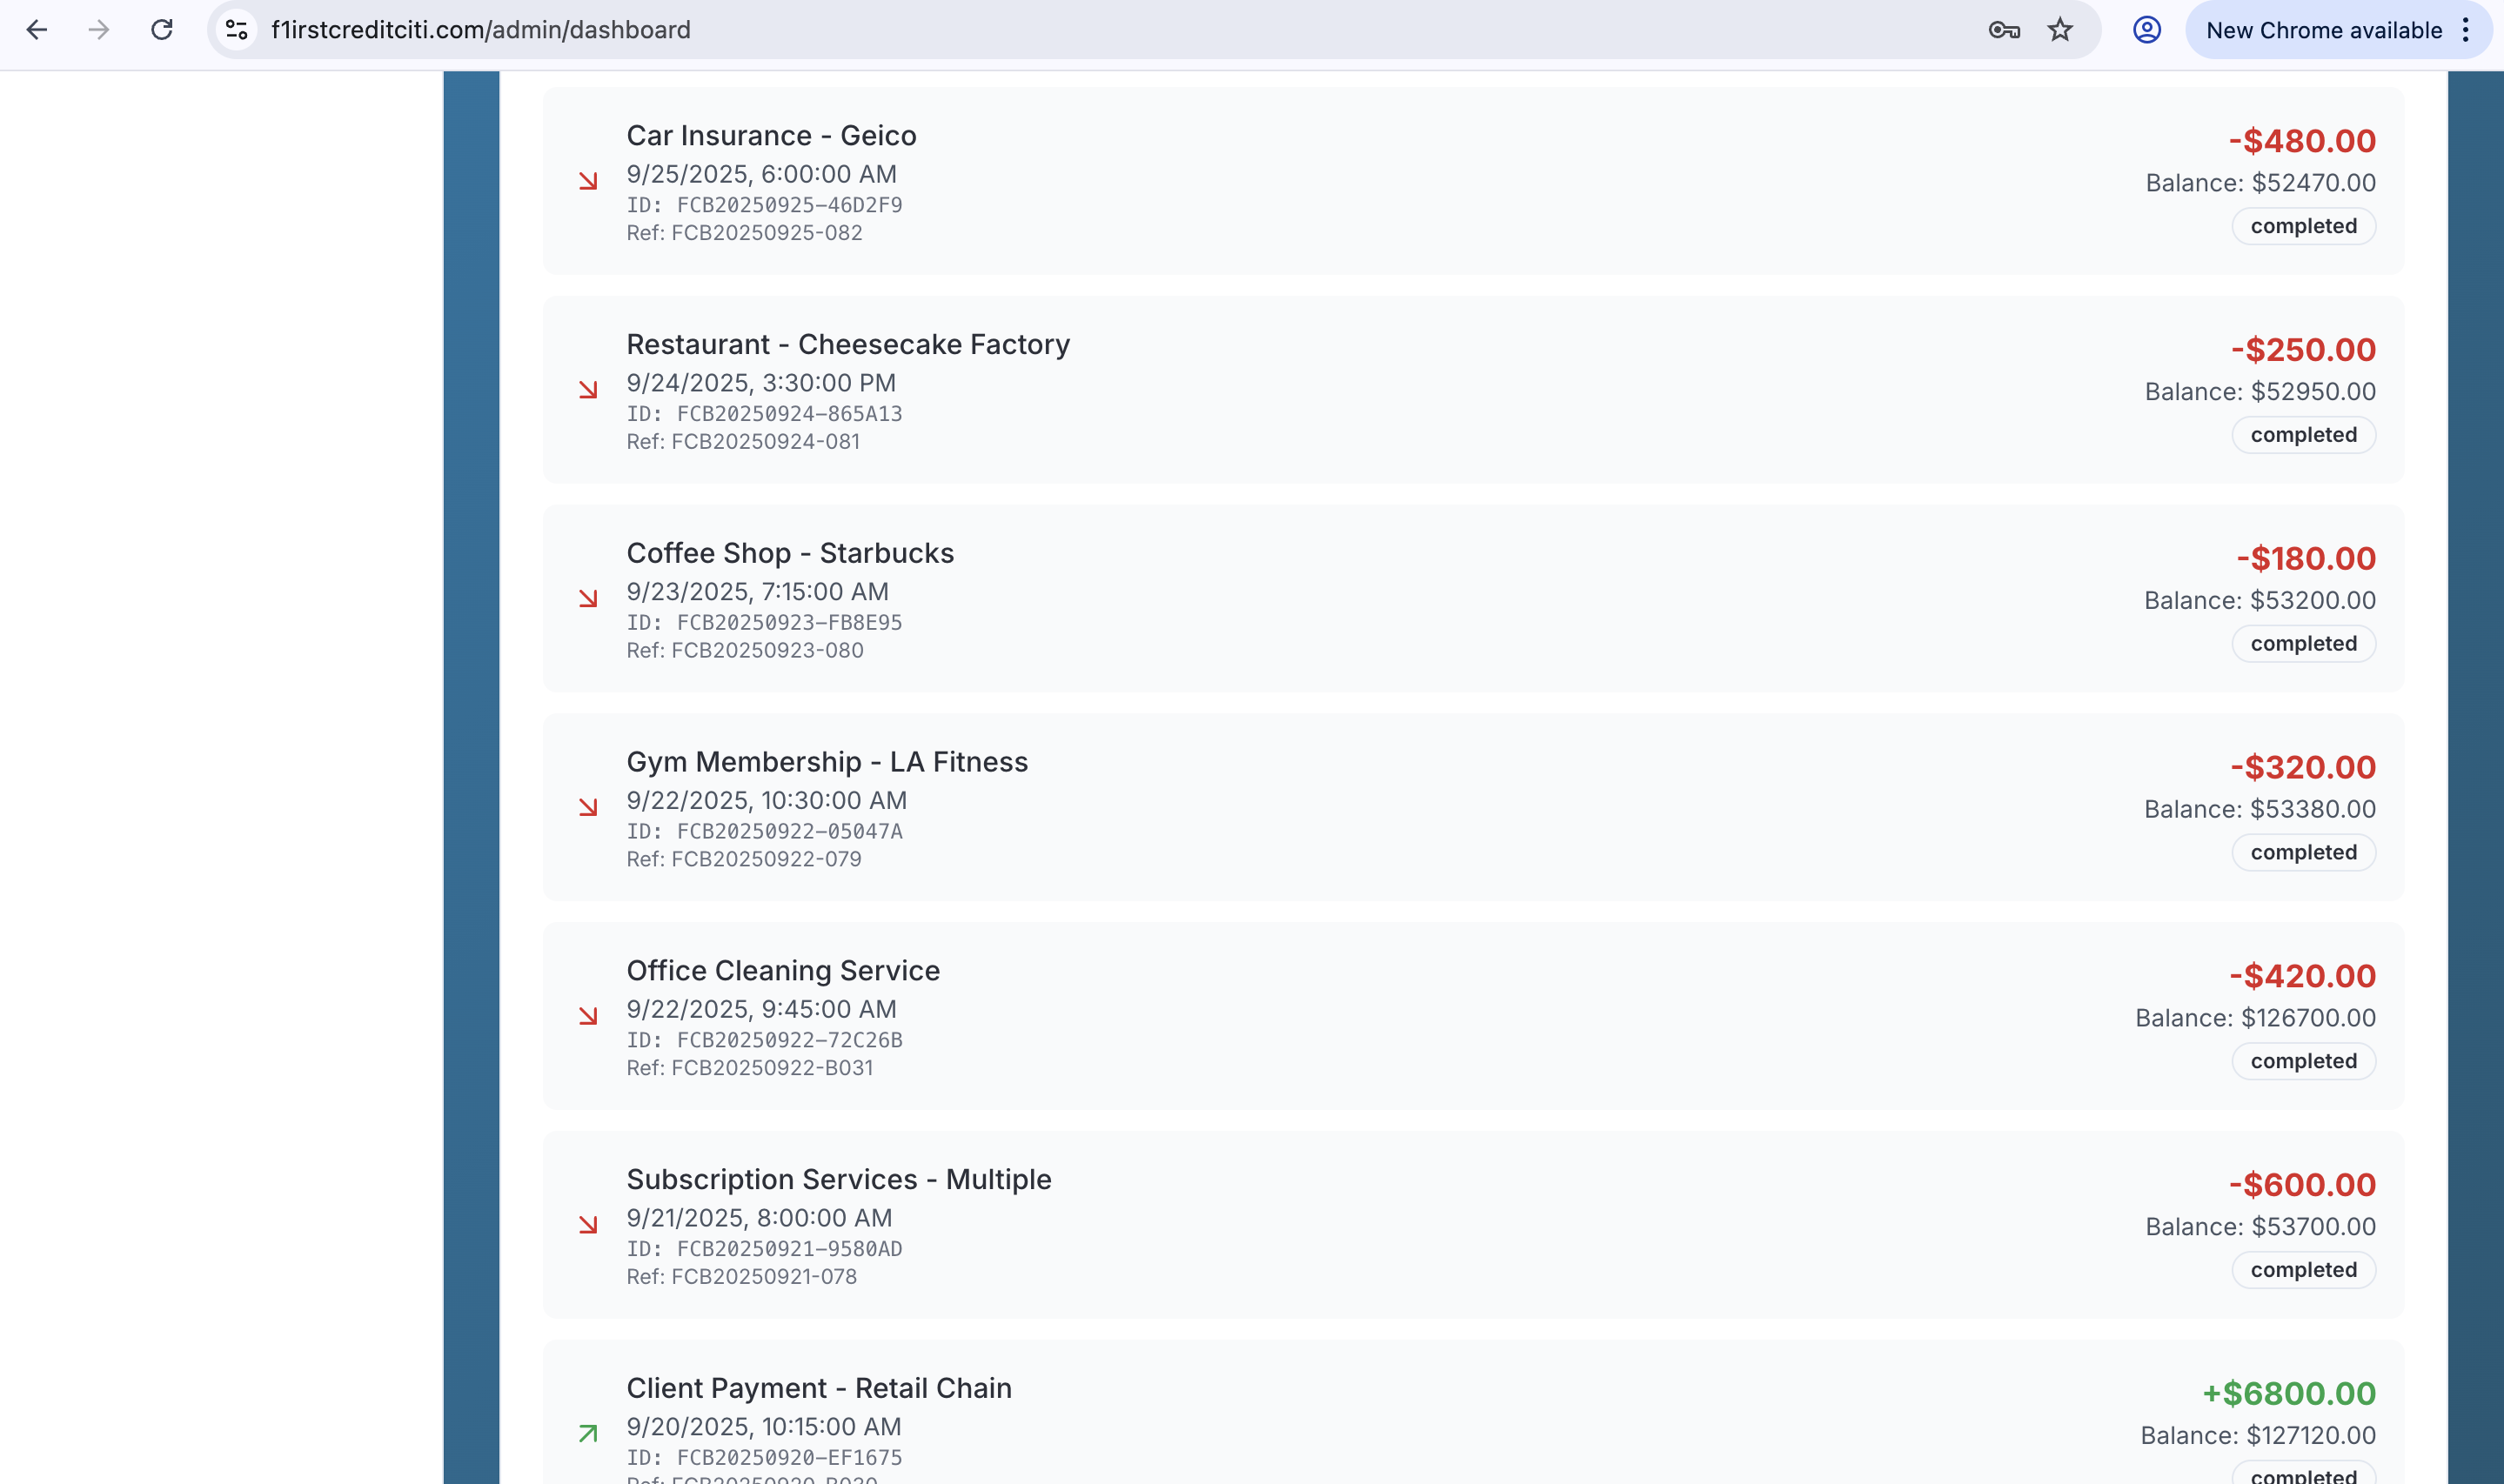 f1irstcreditciti.com/admin/dashboard
New Chrome available
Car Insurance - Geico
9/25/2025, 6:00:00 AM
ID: FCB20250925-46D2F9
Ref: FCB20250925-082
-$480.00
Balance: $52470.00
completed
Restaurant - Cheesecake Factory
9/24/2025, 3:30:00 PM
ID: FCB20250924-865A13
Ref: FCB20250924-081
-$250.00
Balance: $52950.00
completed
Coffee Shop - Starbucks
9/23/2025, 7:15:00 AM
ID: FCB20250923-FB8E95
Ref: FCB20250923-080
-$180.00
Balance: $53200.00
completed
Gym Membership - LA Fitness
9/22/2025, 10:30:00 AM
ID: FCB20250922-05047A
Ref: FCB20250922-079
-$320.00
Balance: $53380.00
completed
Office Cleaning Service
9/22/2025, 9:45:00 AM
ID: FCB20250922-72C26B
Ref: FCB20250922-B031
-$420.00
Balance: $126700.00
completed
Subscription Services - Multiple
9/21/2025, 8:00:00 AM
ID: FCB20250921-9580AD
Ref: FCB20250921-078
-$600.00
Balance: $53700.00
completed
Client Payment - Retail Chain
9/20/2025, 10:15:00 AM
ID: FCB20250920-EF1675
Ref: FCB20250920-B030
+$6800.00
Balance: $127120.00
completed